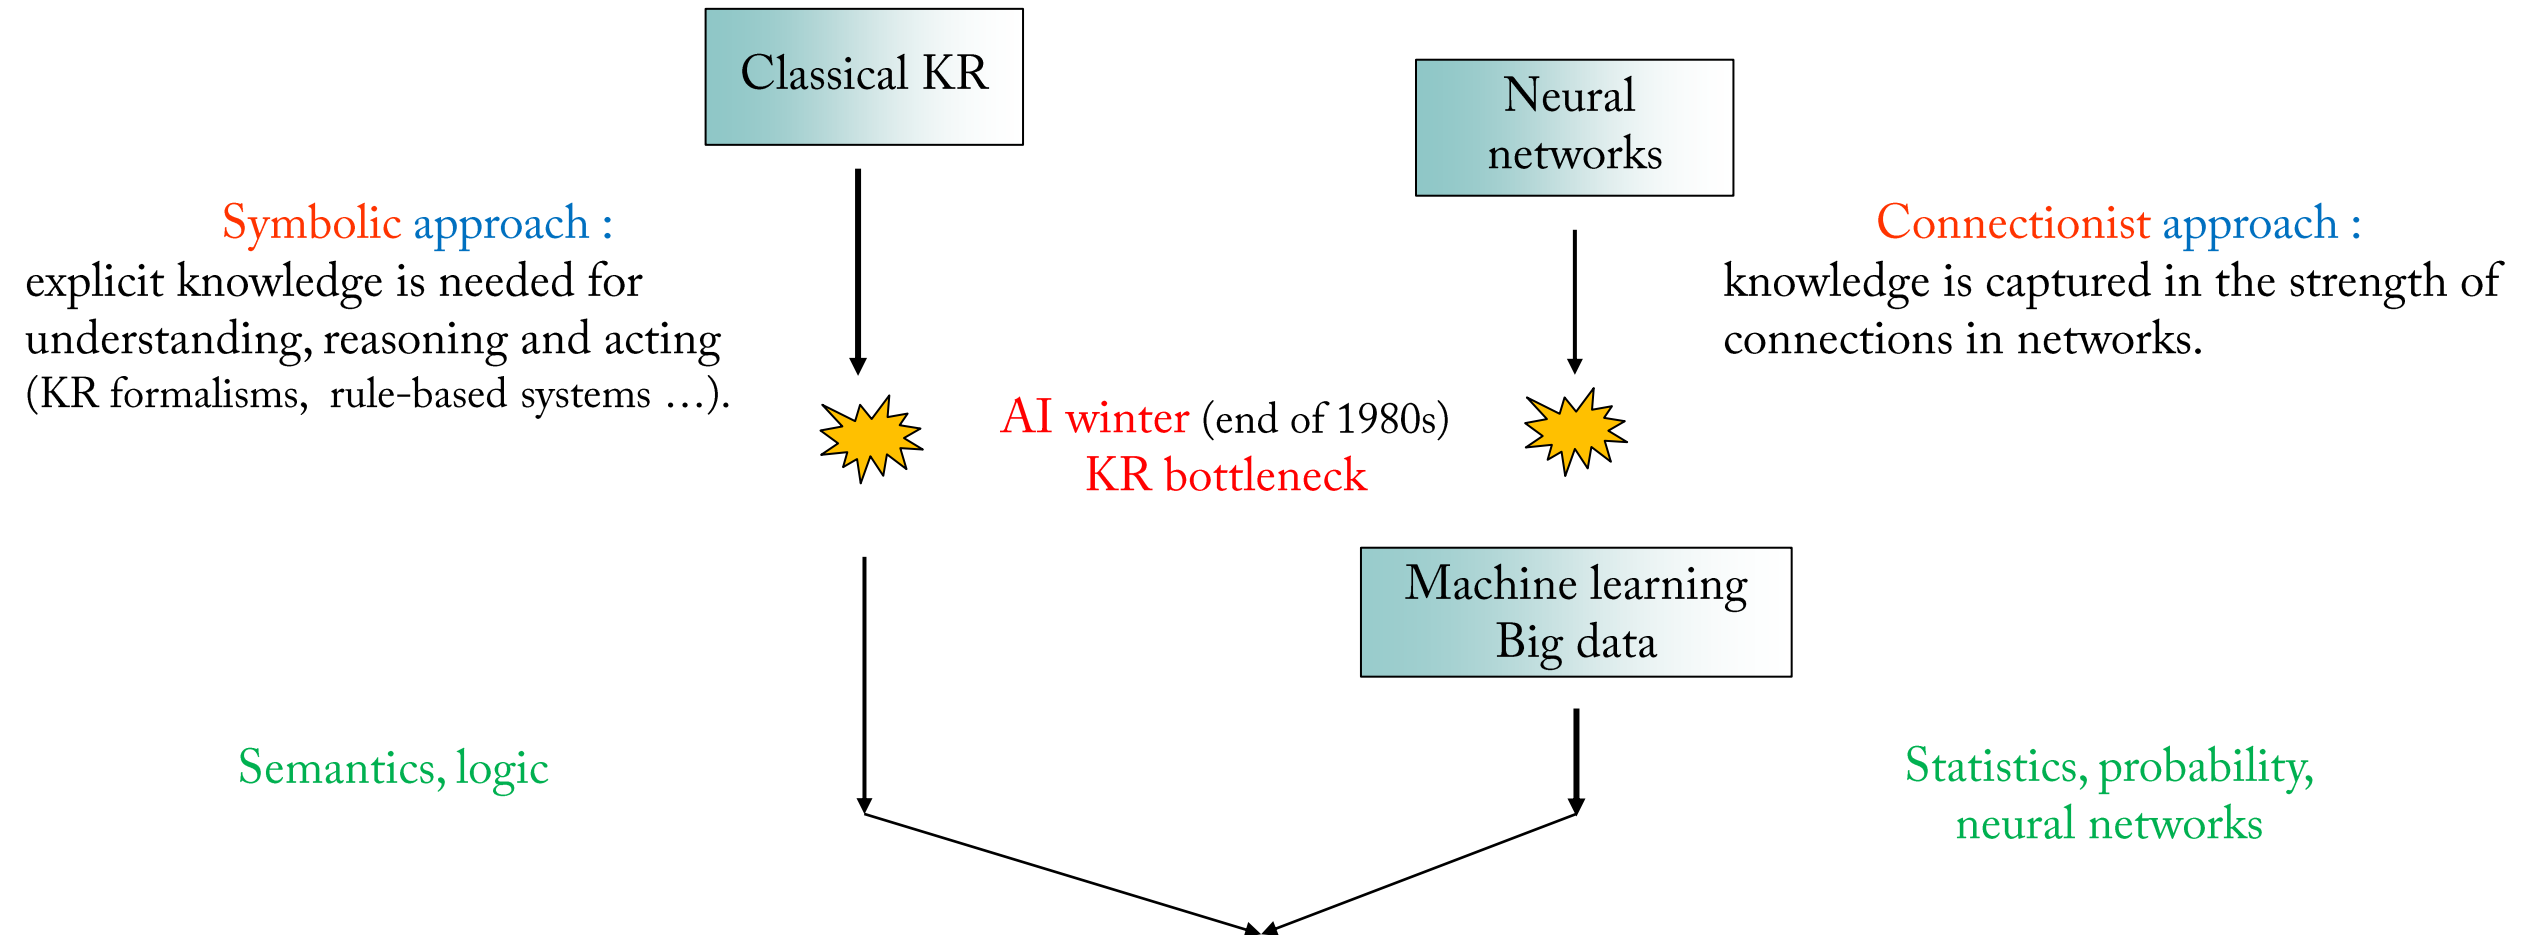 Classical KR
Neural
networks
Symbolic approach :
explicit knowledge is needed for
understanding, reasoning and acting
(KR formalisms, rule-based systems …).
Connectionist approach :
knowledge is captured in the strength of
connections in networks.
AI winter (end of 1980s)
KR bottleneck
Machine learning
Big data
Semantics, logic
Statistics, probability,
neural networks